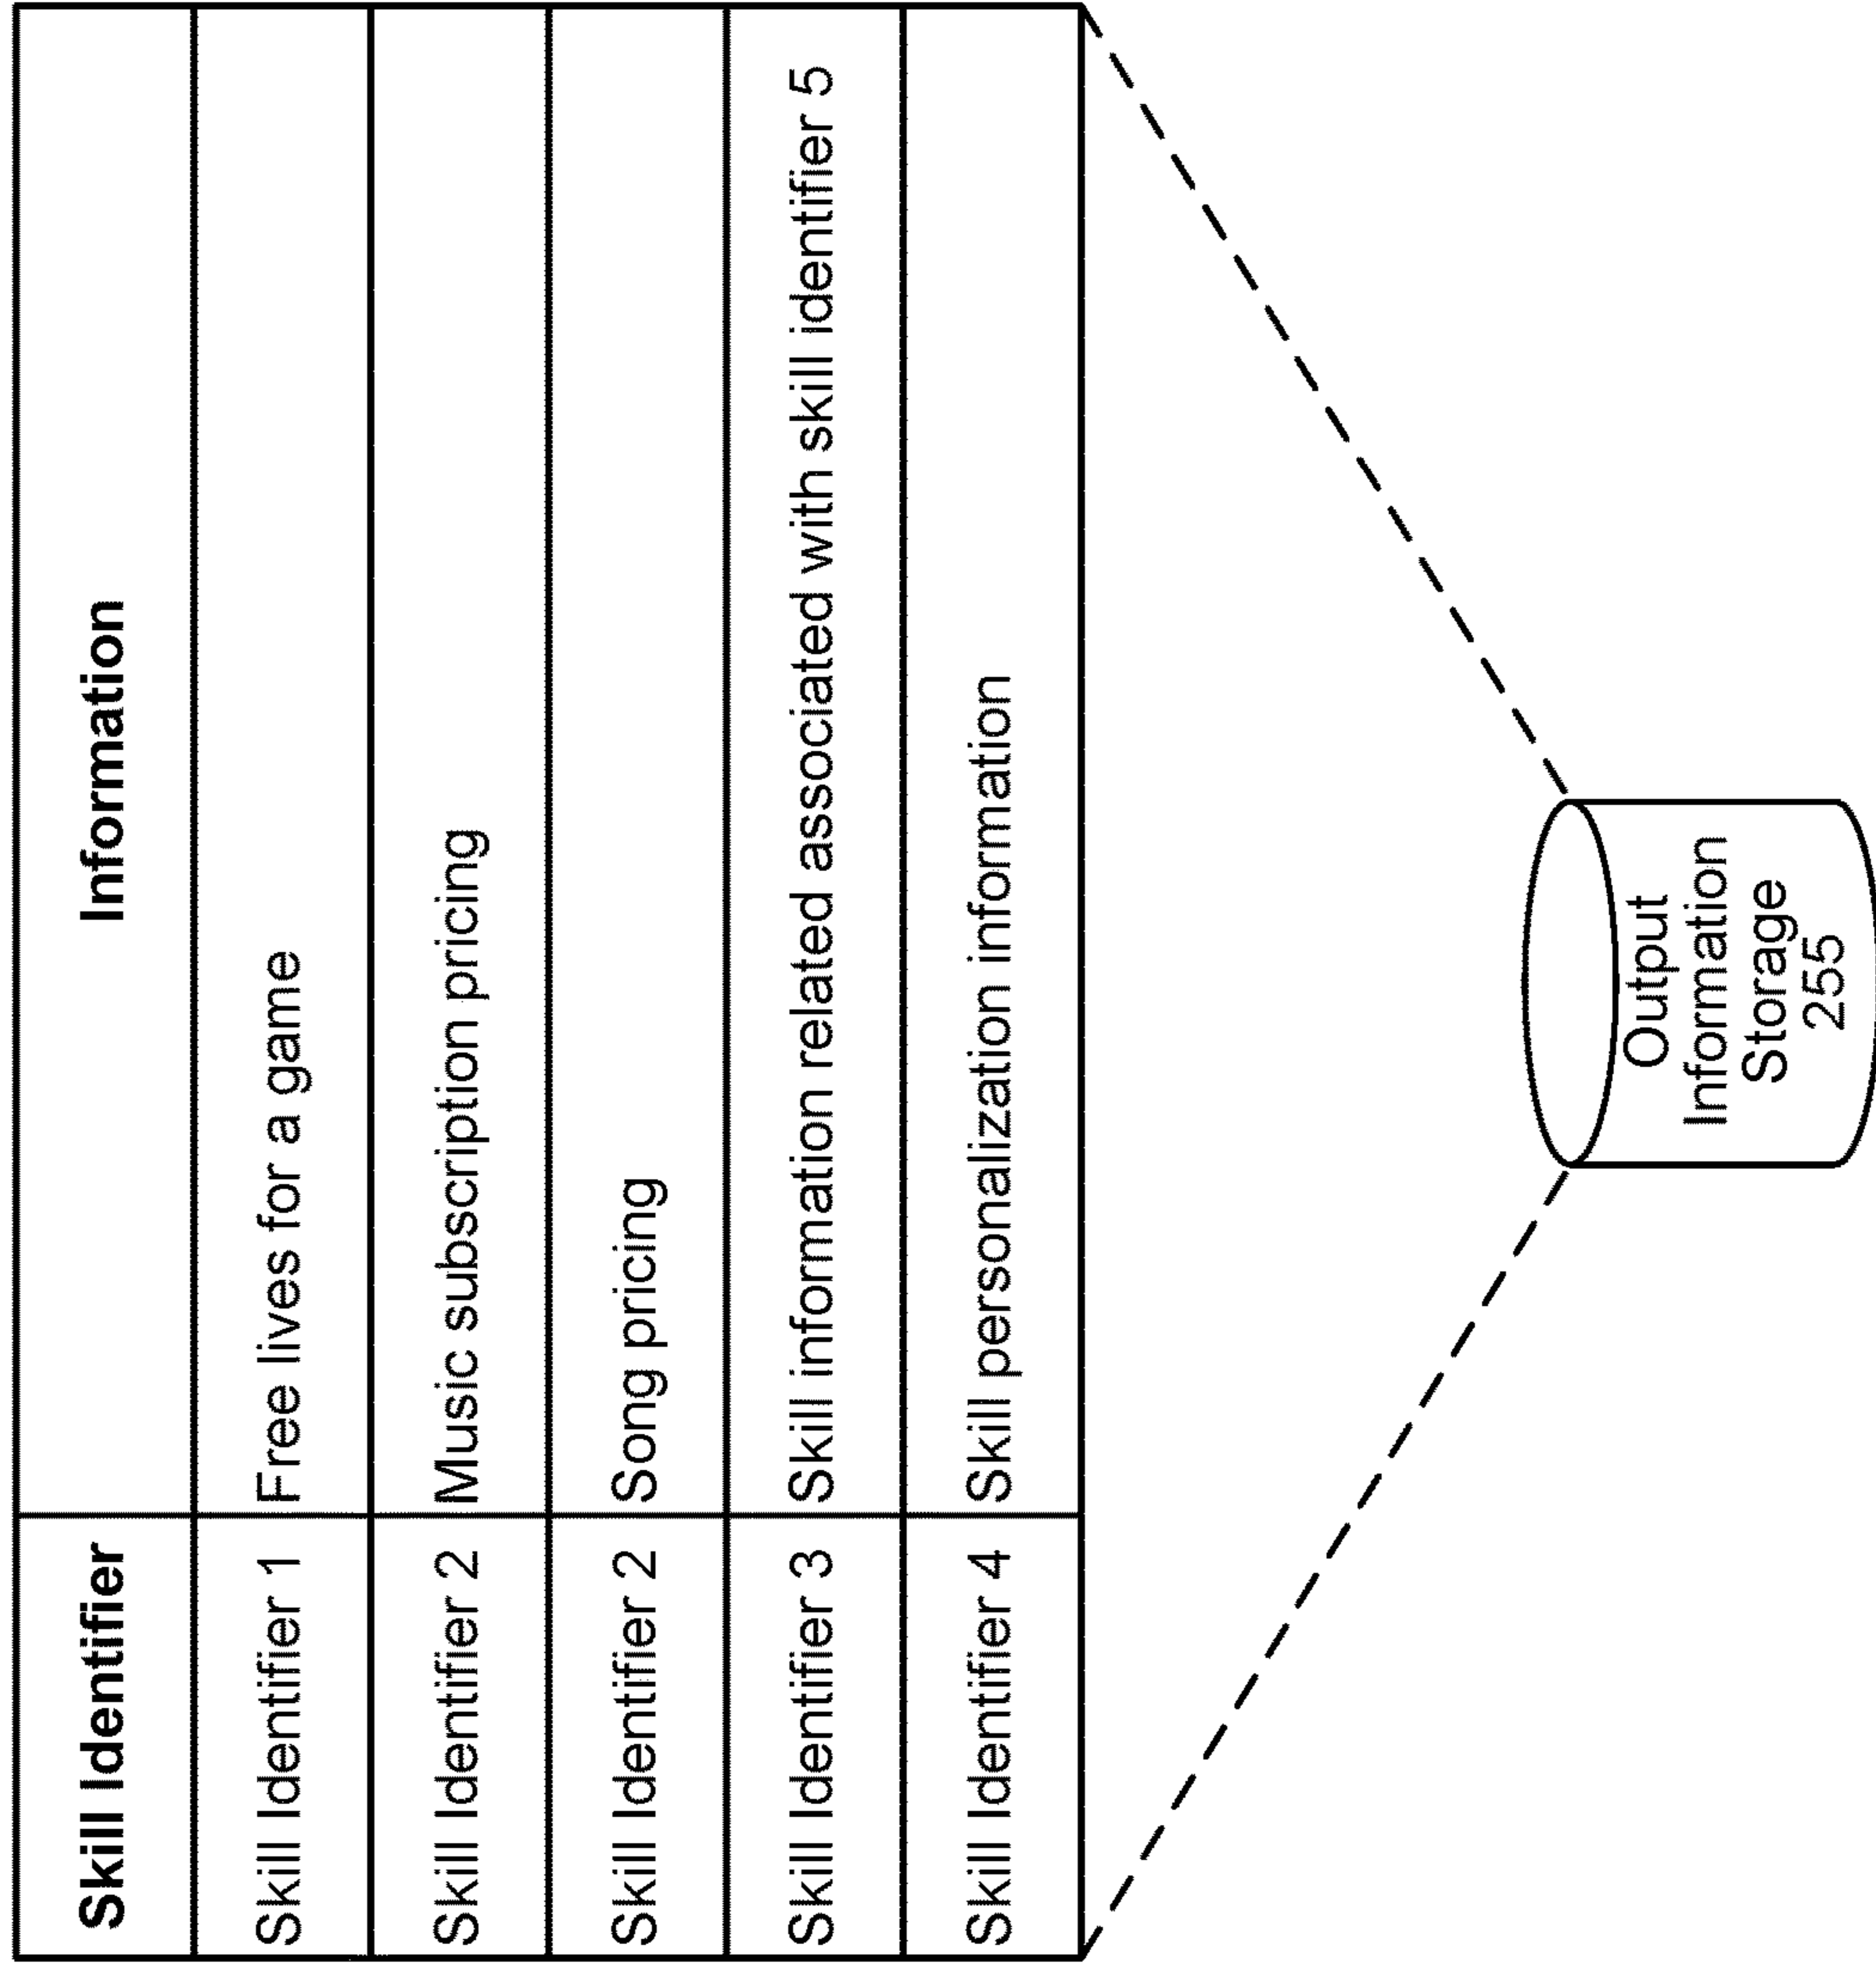 Skill Identifier Information
Skill Identifier 1 Free lives for a game
Skill Identifier 2 Music subscription pricing
Skill Identifier 2 Song pricing
Skill Identifier 3 Skill information related associated with skill identifier 5
Skill Identifier 4 Skill personalization information
Output
Information
Storage
255